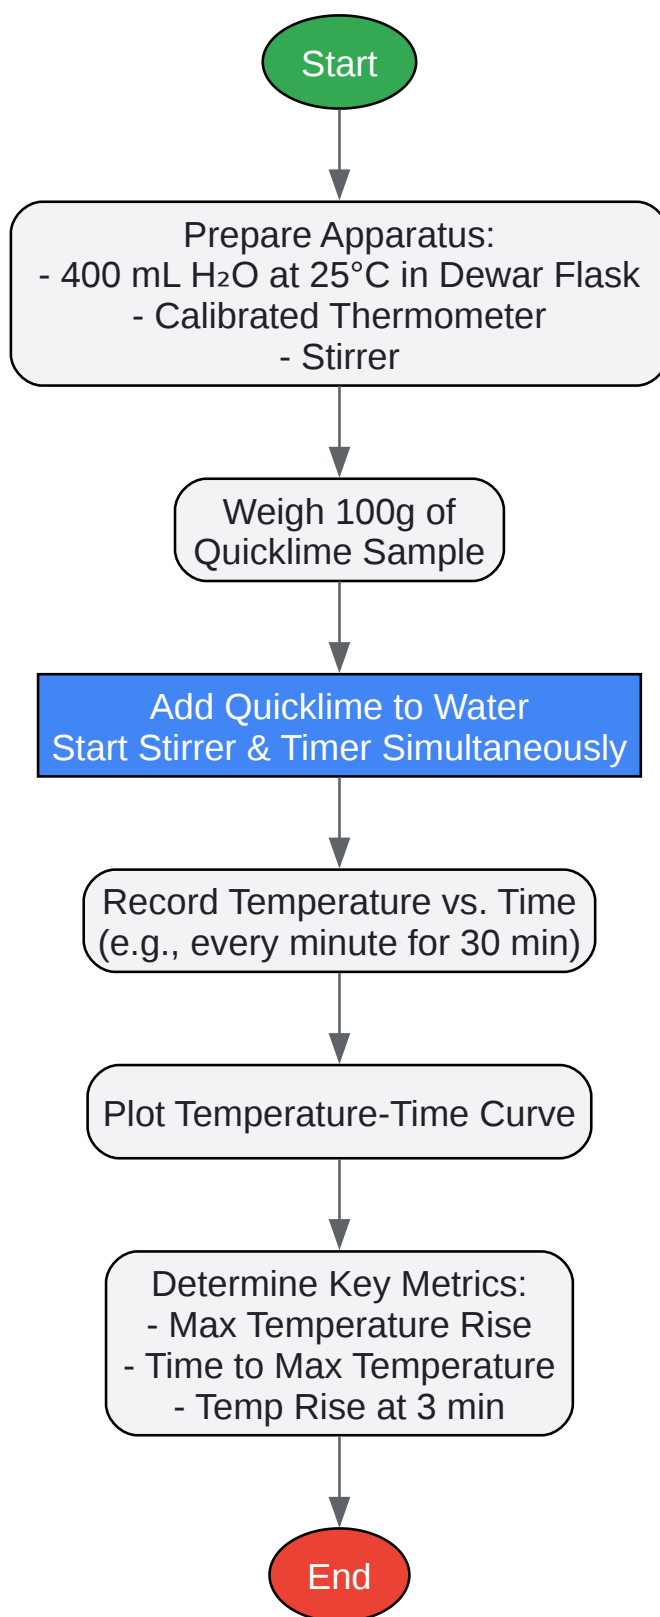 Start
Prepare Apparatus:
- 400 mL H₂O at 25°C in Dewar Flask
- Calibrated Thermometer
- Stirrer
Weigh 100g of
Quicklime Sample
Add Quicklime to Water
Start Stirrer & Timer Simultaneously
Record Temperature vs. Time
(e.g., every minute for 30 min)
Plot Temperature-Time Curve
Determine Key Metrics:
- Max Temperature Rise
- Time to Max Temperature
- Temp Rise at 3 min
End